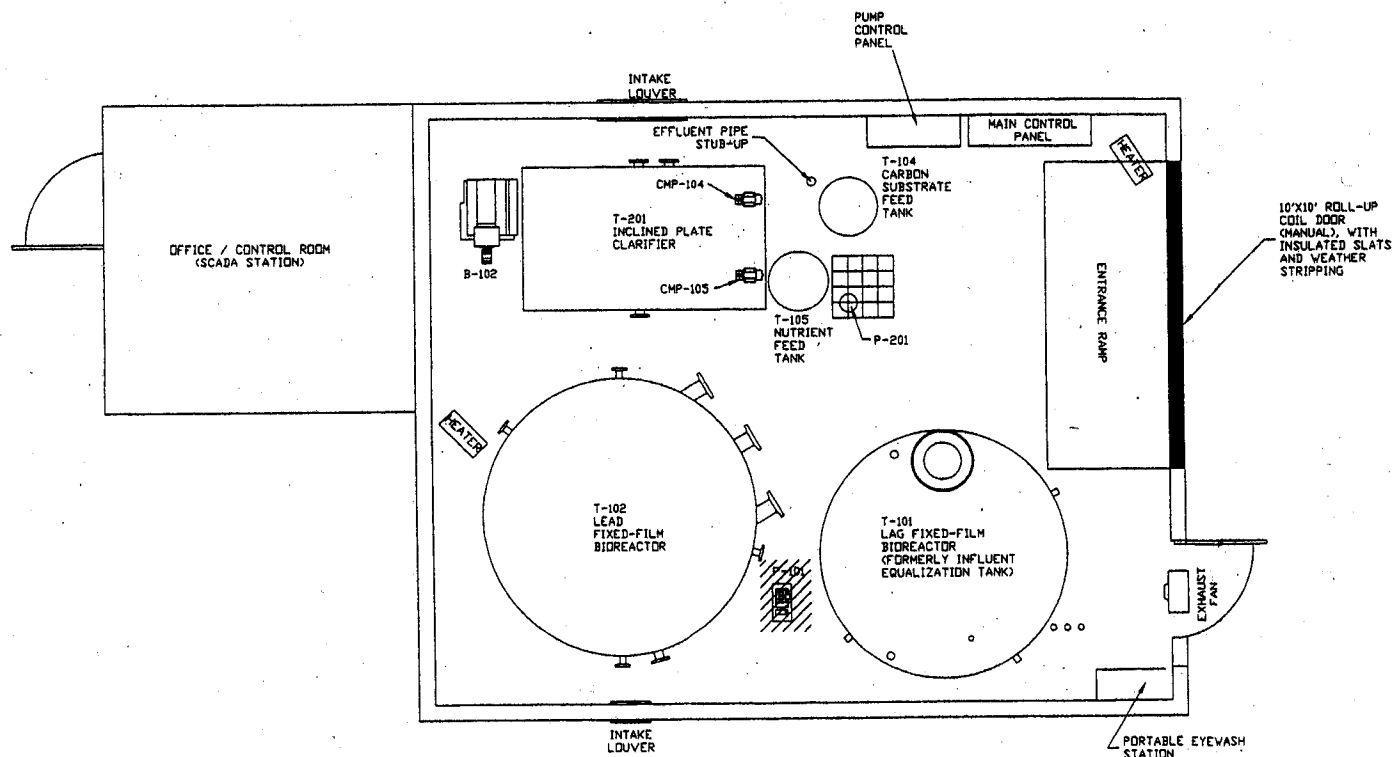 PUMP
CONTROL
PANEL
INTAKE
LOUVER
EFFLUENT PIPE
STUB-UP
MAIN CONTROL
PANEL
HEATER
T-104
CARBON
SUBSTRATE
FEED
TANK
CMP-104
T-201
INCLINED PLATE
CLARIFIER
10'X10' ROLL-UP
COIL DOOR
(MANUAL), WITH
INSULATED SLATS
AND WEATHER
STRIPPING
OFFICE / CONTROL ROOM
(SCADA STATION)
B-102
CMP-105
ENTRANCE RAMP
T-105
NUTRIENT
FEED
TANK
P-201
HEATER
T-102
LEAD
FIXED-FILM
BIOREACTOR
T-101
LAG FIXED-FILM
BIOREACTOR
(FORMERLY INFLUENT
EQUALIZATION TANK)
P-101
EXHAUST
FAN
INTAKE
LOUVER
PORTABLE EYEWASH
STATION